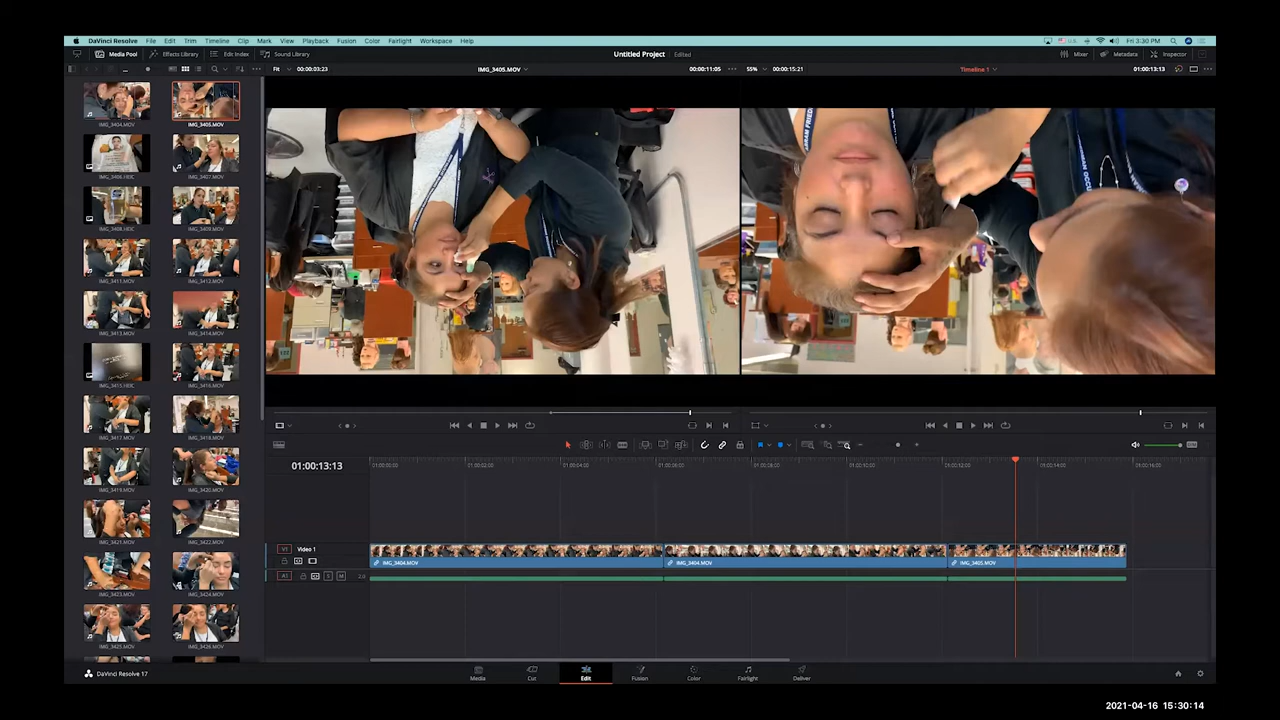 DaVinci Resolve File Edit Trim Timeline Clip Mark View Playback Fusion Color Fairlight Workspace Help
Fri 3:30 PM
Media Pool Effects Library Edit Index Sound Library
Untitled Project Edited
Mixer Metadata Inspector
Fit 00:00:03:23 IMG_3405.MOV 00:00:11:05
55% 00:00:15:21 Timeline 1 01:00:13:13
IMG_3404.MOV IMG_3405.MOV
IMG_3406.HEIC IMG_3407.MOV
IMG_3408.HEIC IMG_3409.MOV
IMG_3411.MOV IMG_3412.MOV
IMG_3413.MOV IMG_3414.MOV
IMG_3415.HEIC IMG_3416.MOV
IMG_3417.MOV IMG_3418.MOV
IMG_3419.MOV IMG_3420.MOV
IMG_3421.MOV IMG_3422.MOV
IMG_3423.MOV IMG_3424.MOV
IMG_3425.MOV IMG_3426.MOV
01:00:13:13
01:00:00:00 01:00:02:00 01:00:04:00 01:00:06:00 01:00:08:00 01:00:10:00 01:00:12:00 01:00:14:00 01:00:16:00
V1 Video 1
IMG_3404.MOV IMG_3404.MOV IMG_3405.MOV
A1 S M 2.0
DaVinci Resolve 17
Media Cut Edit Fusion Color Fairlight Deliver
2021-04-16 15:30:14